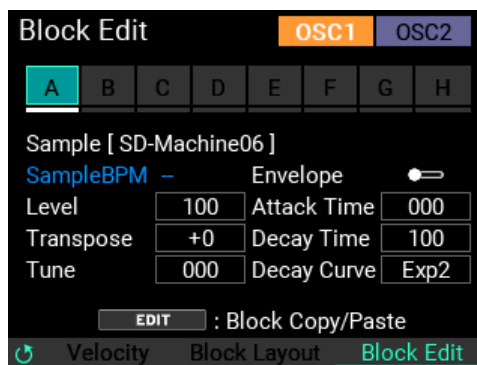 Block Edit OSC1 OSC2
A B C D E F G H
Sample [ SD-Machine06 ]
SampleBPM – Envelope
Level 100 Attack Time 000
Transpose +0 Decay Time 100
Tune 000 Decay Curve Exp2
EDIT : Block Copy/Paste
Velocity Block Layout Block Edit